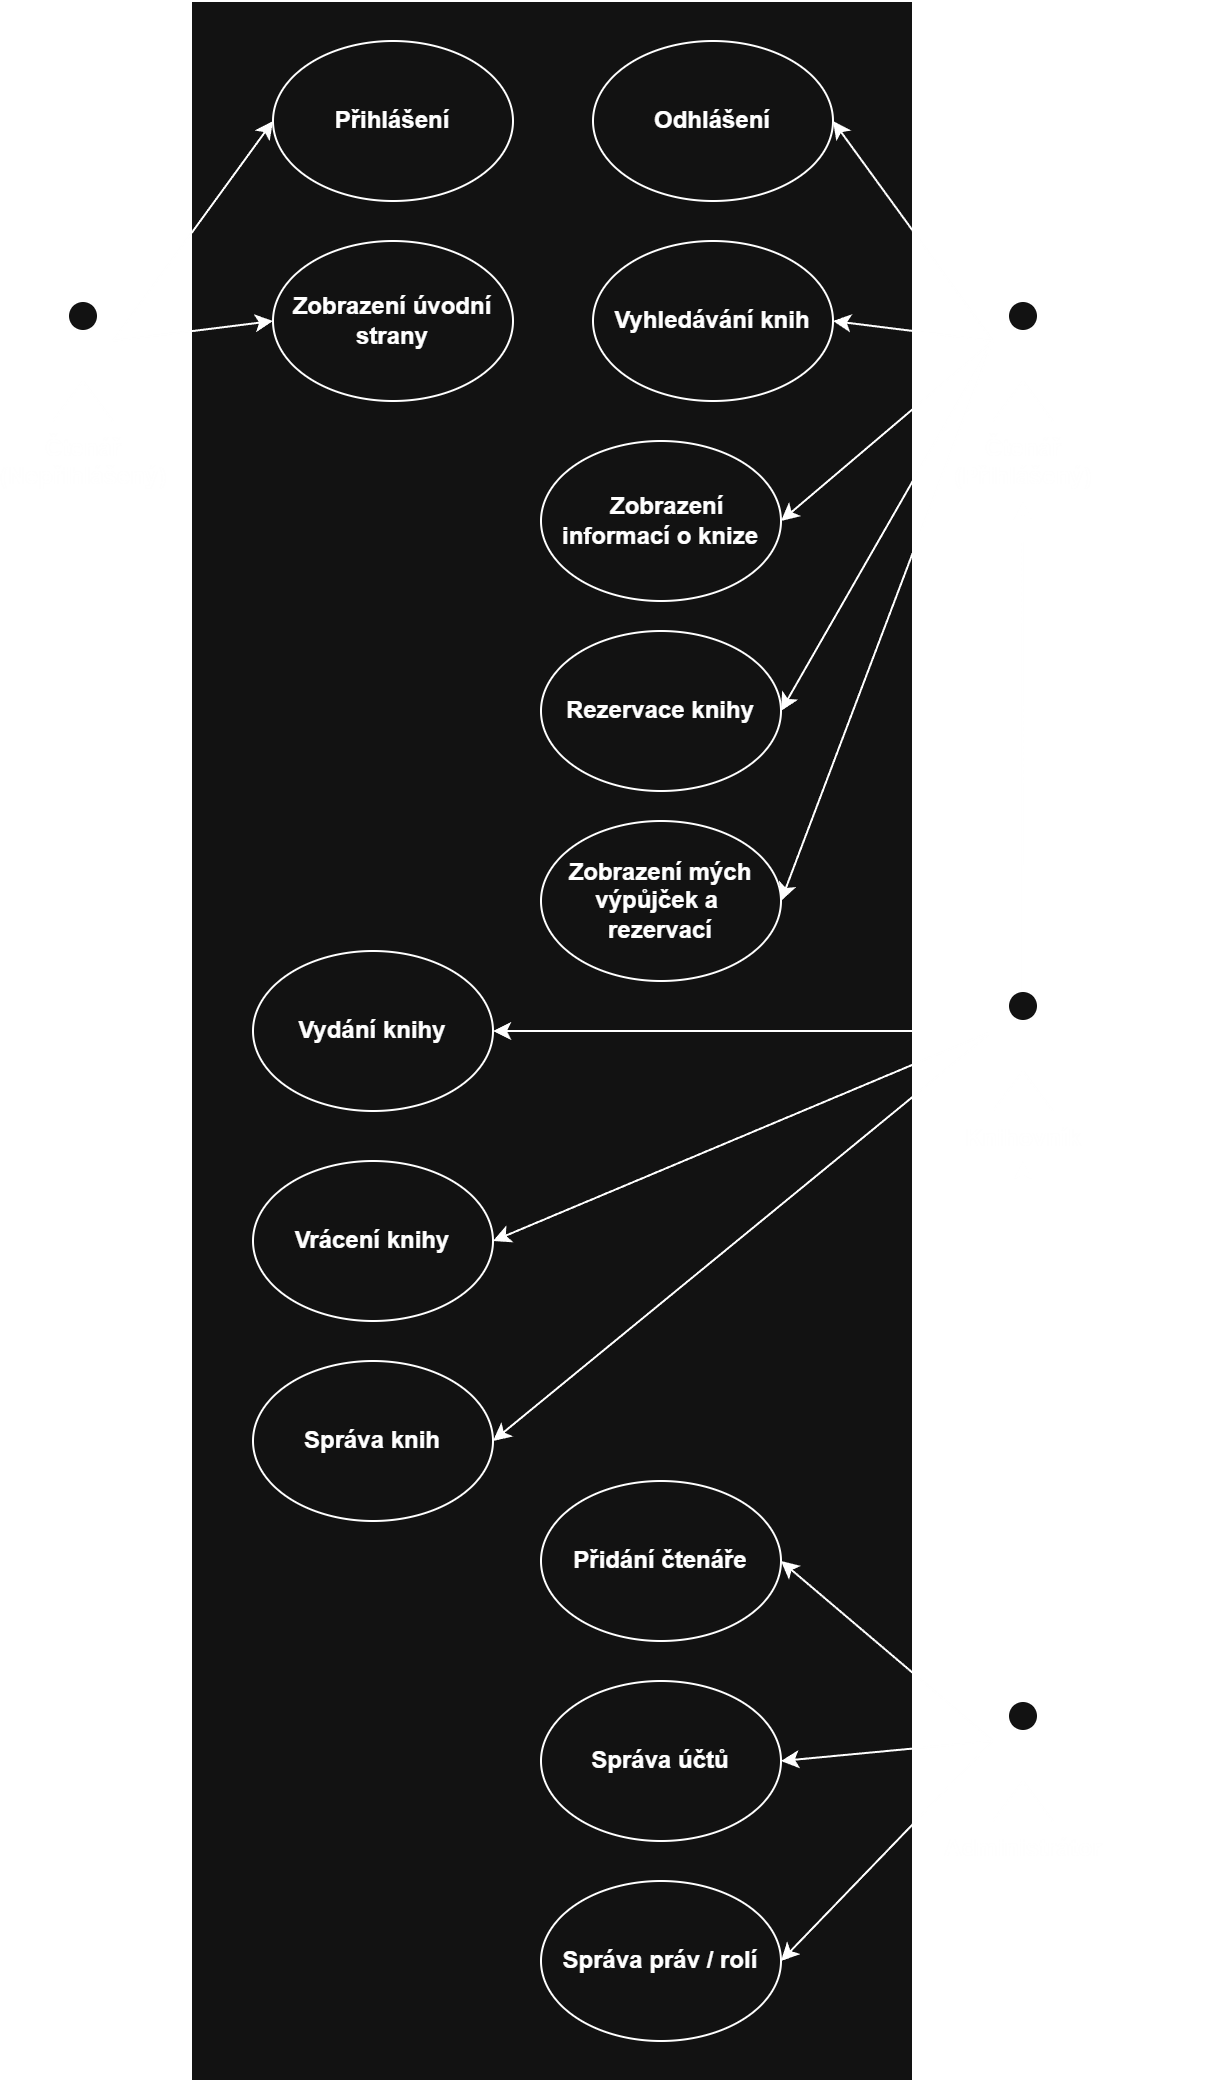 Přihlášení
Odhlášení
Zobrazení úvodní
strany
Vyhledávání knih
Zobrazení
informací o knize
Rezervace knihy
Zobrazení mých
výpůjček a
rezervací
Vydání knihy
Vrácení knihy
Správa knih
Přidání čtenáře
Správa účtů
Správa práv / rolí